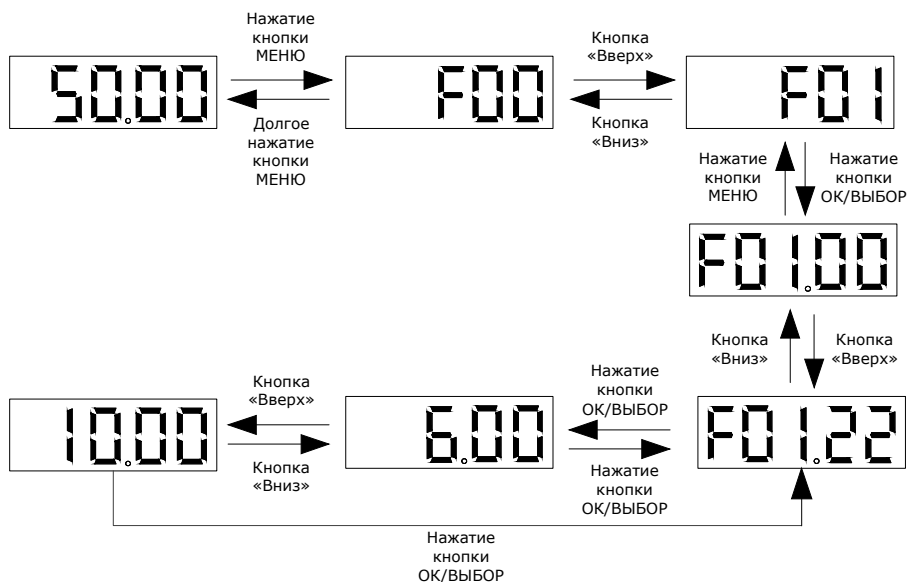 Нажатие
кнопки
МЕНЮ
Кнопка
«Вверх»
50.00
F00
F01
Долгое
нажатие
кнопки
МЕНЮ
Кнопка
«Вниз»
Нажатие
кнопки
МЕНЮ
Нажатие
кнопки
ОК/ВЫБОР
F01.00
Кнопка
«Вниз»
Кнопка
«Вверх»
Кнопка
«Вверх»
Нажатие
кнопки
ОК/ВЫБОР
10.00
6.00
F01.22
Кнопка
«Вниз»
Нажатие
кнопки
ОК/ВЫБОР
Нажатие
кнопки
ОК/ВЫБОР